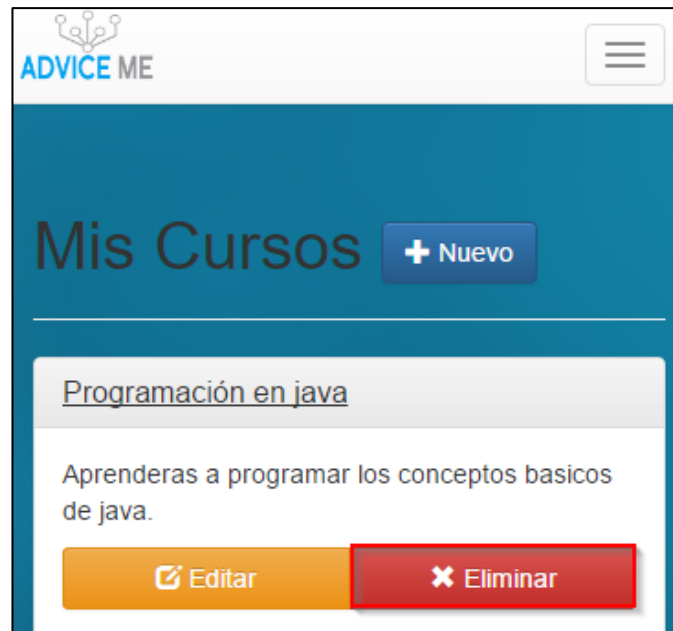 ADVICE ME
Mis Cursos
Nuevo
Programación en java
Aprenderas a programar los conceptos basicos
de java.
Editar
Eliminar